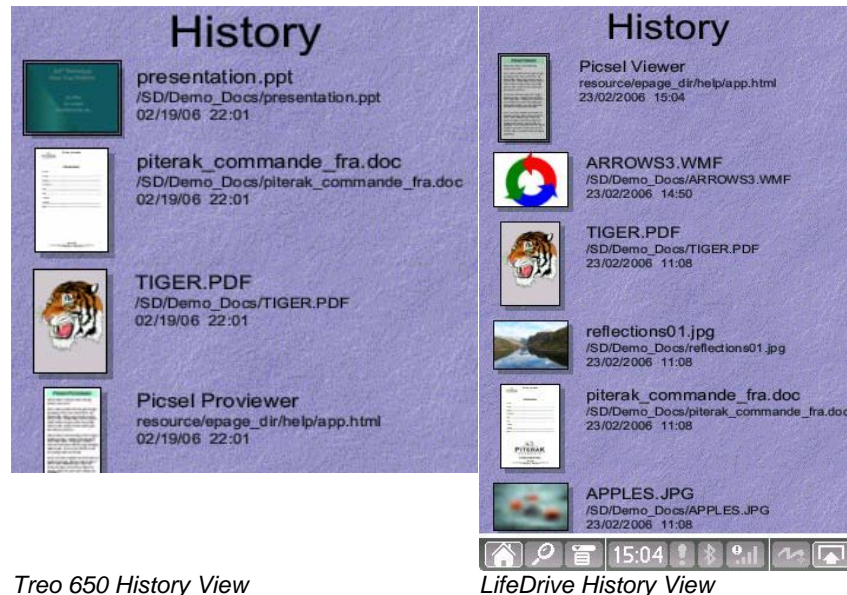 History
presentation.ppt
/SD/Demo_Docs/presentation.ppt
02/19/06 22:01
piterak_commande_fra.doc
/SD/Demo_Docs/piterak_commande_fra.doc
02/19/06 22:01
TIGER.PDF
/SD/Demo_Docs/TIGER.PDF
02/19/06 22:01
Picsel Proviewer
resource/epage_dir/help/app.html
02/19/06 22:01
Treo 650 History View
History
Picsel Viewer
resource/epage_dir/help/app.html
23/02/2006 15:04
ARROWS3.WMF
/SD/Demo_Docs/ARROWS3.WMF
23/02/2006 14:50
TIGER.PDF
/SD/Demo_Docs/TIGER.PDF
23/02/2006 11:08
reflections01.jpg
/SD/Demo_Docs/reflections01.jpg
23/02/2006 11:08
piterak_commande_fra.doc
/SD/Demo_Docs/piterak_commande_fra.doc
23/02/2006 11:08
PITERAK
APPLES.JPG
/SD/Demo_Docs/APPLES.JPG
23/02/2006 11:08
15:04
LifeDrive History View